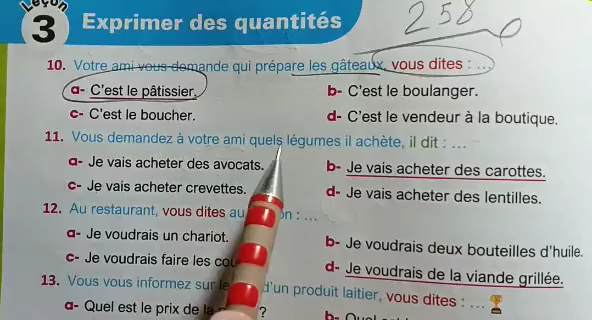 Leçon
3 Exprimer des quantités
258
10. Votre ami vous demande qui prépare les gâteaux, vous dites : ...
a- C'est le pâtissier. b- C'est le boulanger.
c- C'est le boucher. d- C'est le vendeur à la boutique.
11. Vous demandez à votre ami quels légumes il achète, il dit : ...
a- Je vais acheter des avocats. b- Je vais acheter des carottes.
c- Je vais acheter crevettes. d- Je vais acheter des lentilles.
12. Au restaurant, vous dites au on : ...
a- Je voudrais un chariot. b- Je voudrais deux bouteilles d'huile.
c- Je voudrais faire les d- Je voudrais de la viande grillée.
13. Vous vous informez sur d'un produit laitier, vous dites : ...
a- Quel est le prix de la ? b-